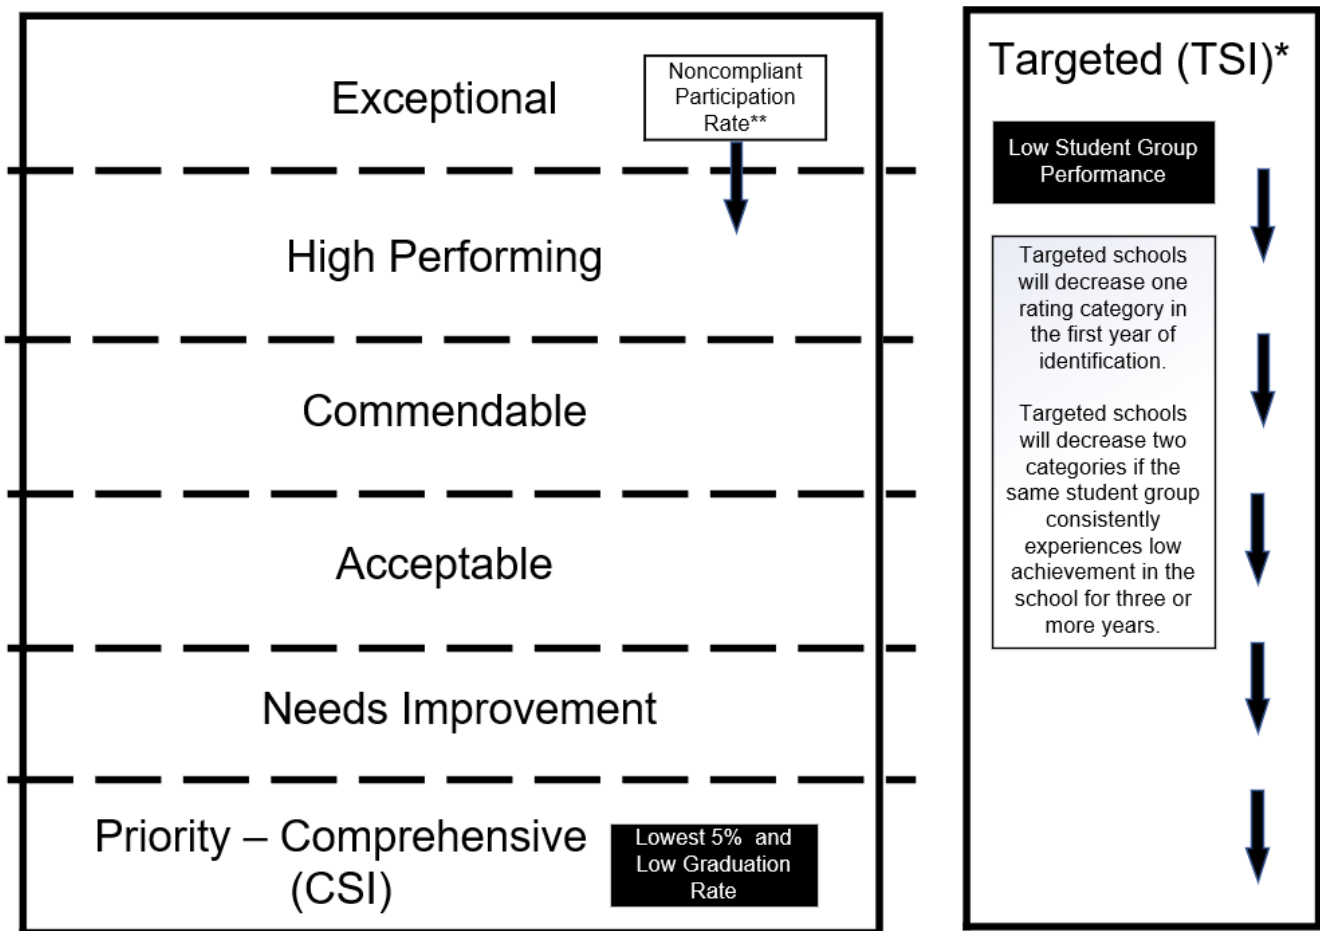 Exceptional
Noncompliant
Participation
Rate**
High Performing
Commendable
Acceptable
Needs Improvement
Priority – Comprehensive
(CSI)
Lowest 5% and
Low Graduation
Rate
Targeted (TSI)*
Low Student Group
Performance
Targeted schools
will decrease one
rating category in
the first year of
identification.
Targeted schools
will decrease two
categories if the
same student group
consistently
experiences low
achievement in the
school for three or
more years.